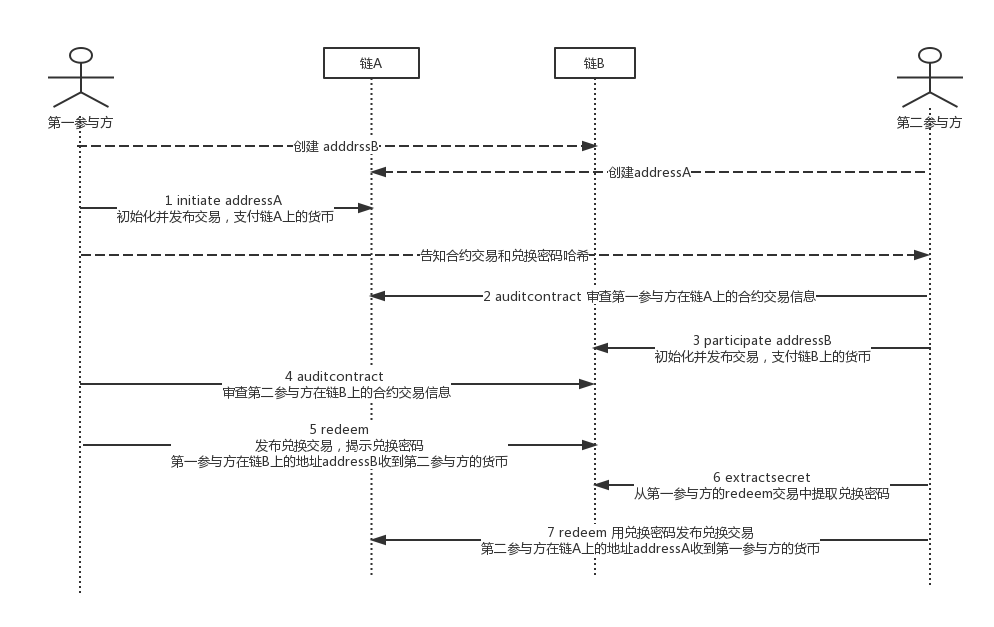 链A
链B
第一参与方
第二参与方
创建 adddrssB
创建addressA
1 initiate addressA
初始化并发布交易，支付链A上的货币
告知合约交易和兑换密码哈希
2 auditcontract 审查第一参与方在链A上的合约交易信息
3 participate addressB
初始化并发布交易，支付链B上的货币
4 auditcontract
审查第二参与方在链B上的合约交易信息
5 redeem
发布兑换交易，揭示兑换密码
第一参与方在链B上的地址addressB收到第二参与方的货币
6 extractsecret
从第一参与方的redeem交易中提取兑换密码
7 redeem 用兑换密码发布兑换交易
第二参与方在链A上的地址addressA收到第一参与方的货币